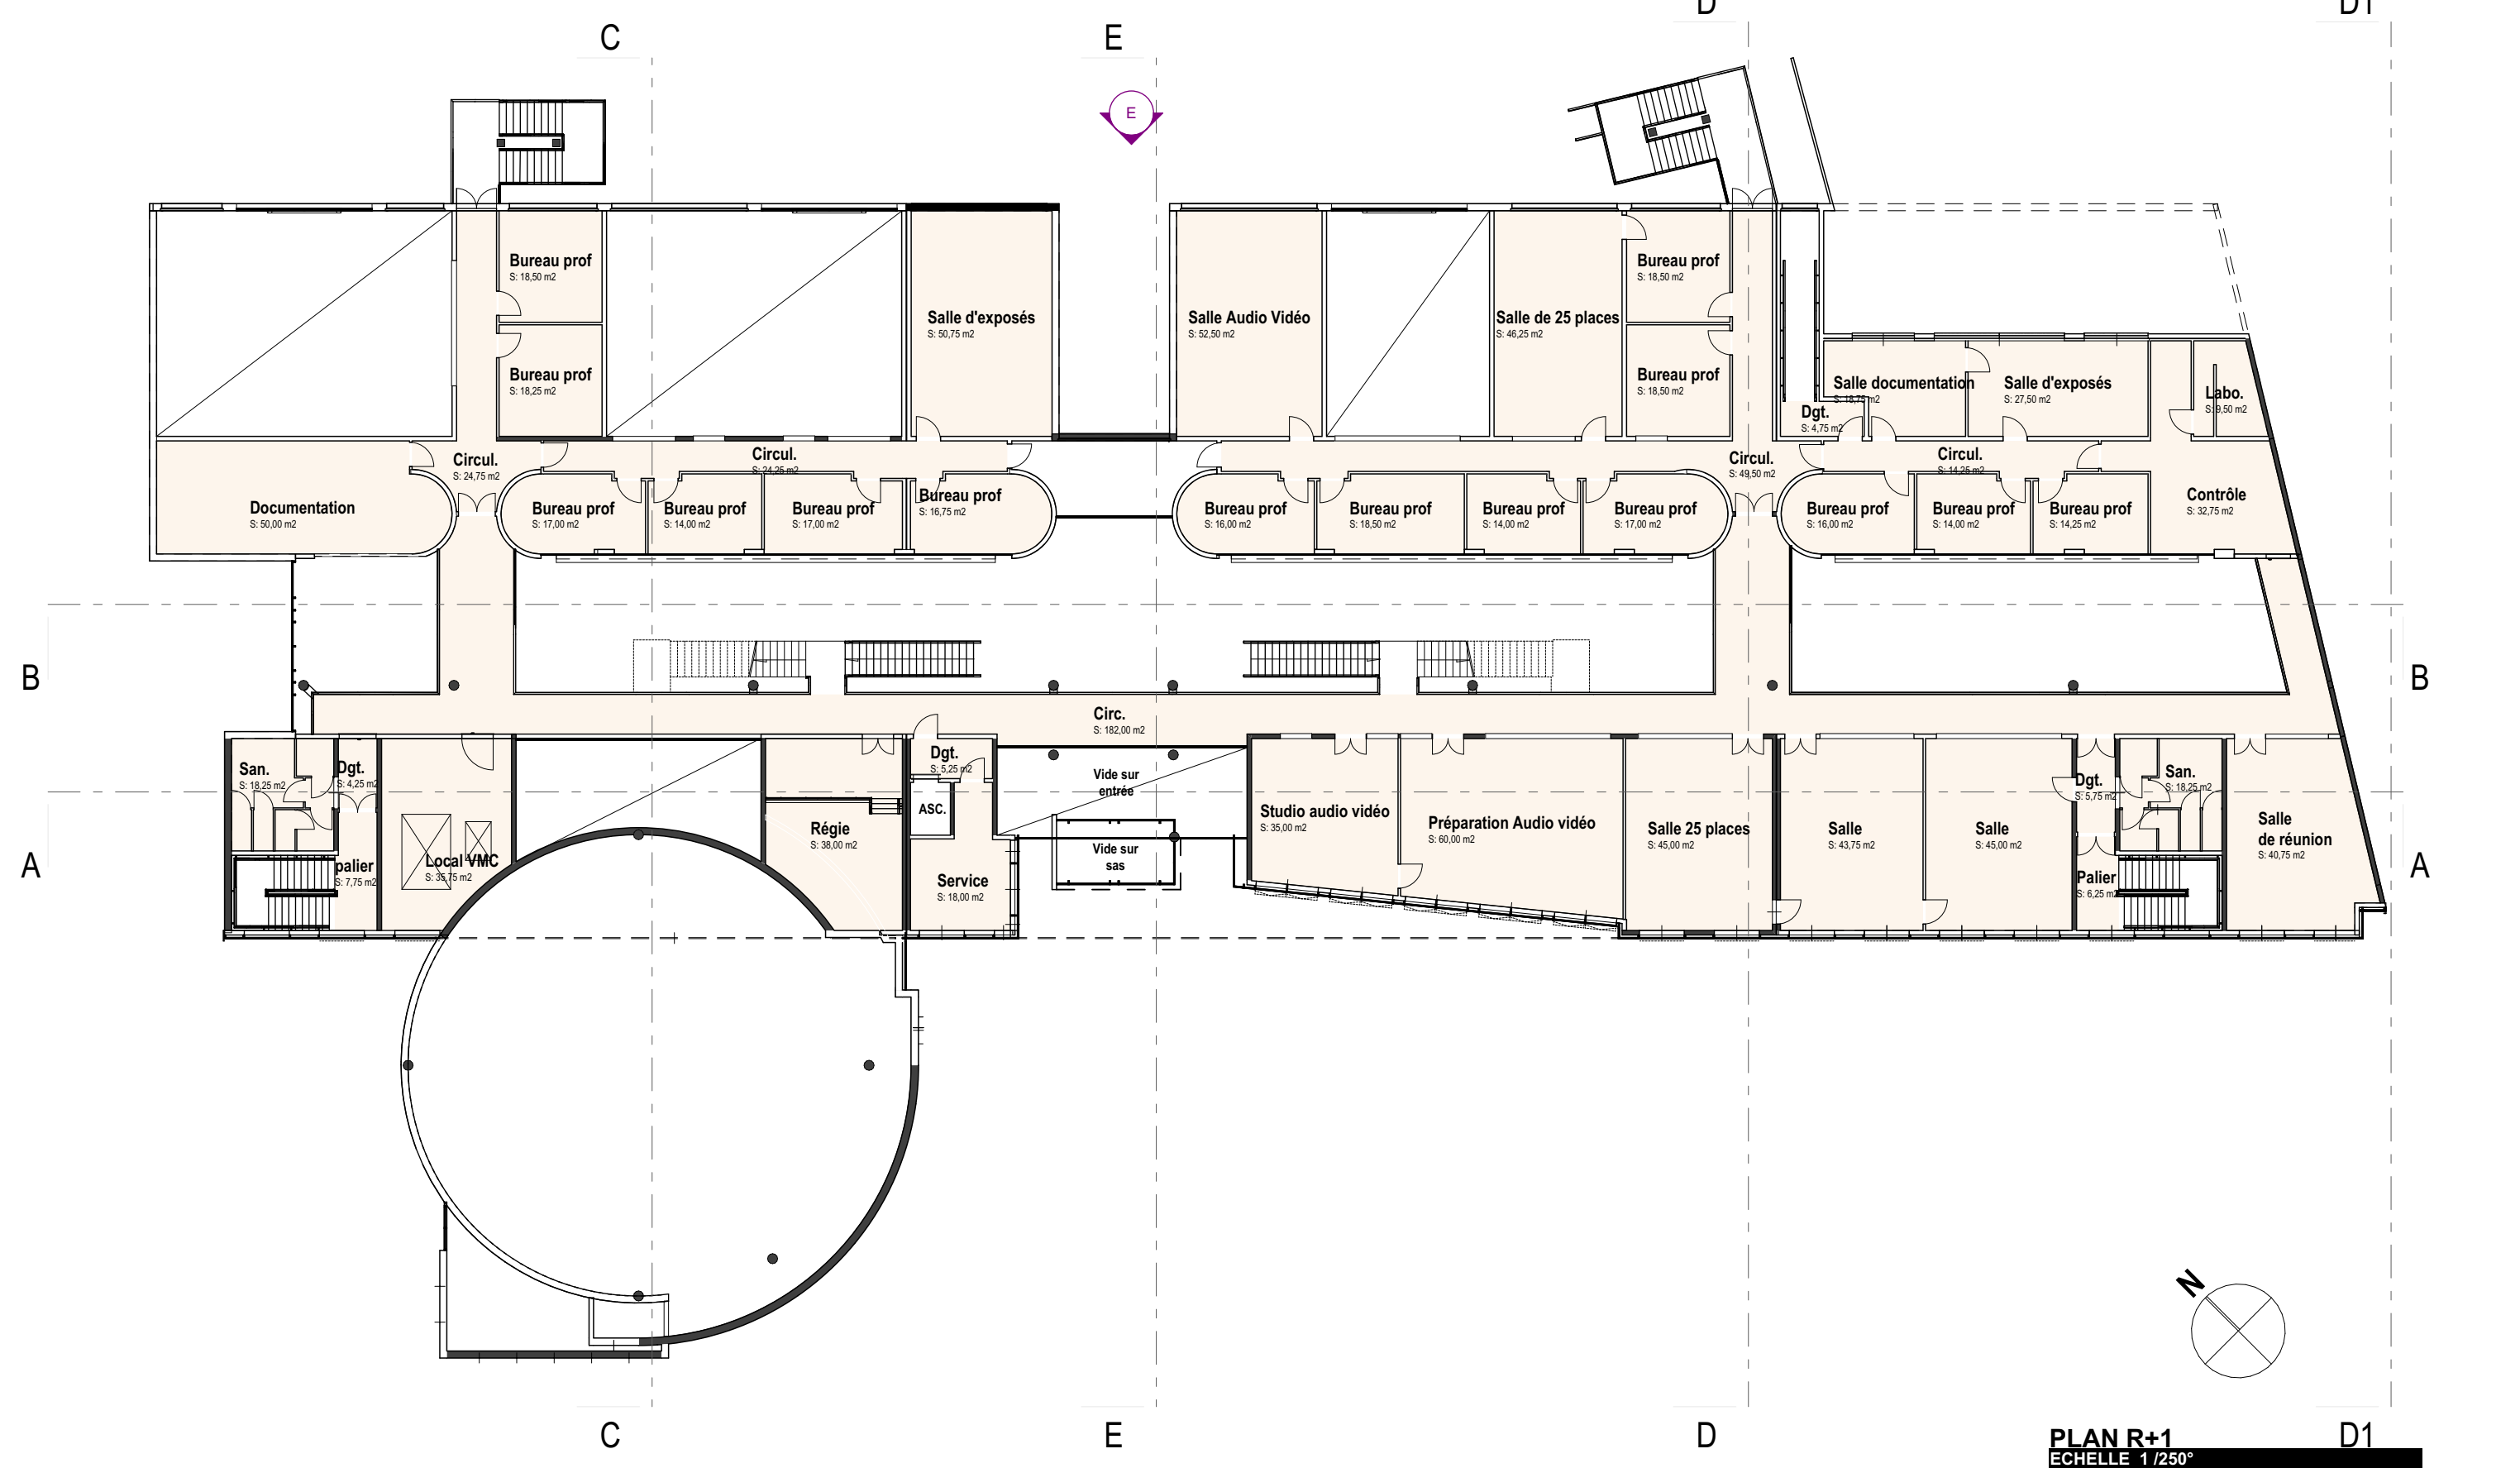 C
E
D
D1
E
Bureau prof
S: 18,50 m2
Bureau prof
S: 18,25 m2
Salle d'exposés
S: 50,75 m2
Salle Audio Vidéo
S: 52,50 m2
Salle de 25 places
S: 46,25 m2
Bureau prof
S: 18,50 m2
Bureau prof
S: 18,50 m2
Dgt.
S: 4,75 m2
Salle documentation
S: 18,75 m2
Salle d'exposés
S: 27,50 m2
Labo.
S: 9,50 m2
Circul.
S: 24,75 m2
Circul.
S: 24,25 m2
Circul.
S: 49,50 m2
Circul.
S: 14,25 m2
Documentation
S: 50,00 m2
Bureau prof
S: 17,00 m2
Bureau prof
S: 14,00 m2
Bureau prof
S: 17,00 m2
Bureau prof
S: 16,75 m2
Bureau prof
S: 16,00 m2
Bureau prof
S: 18,50 m2
Bureau prof
S: 14,00 m2
Bureau prof
S: 17,00 m2
Bureau prof
S: 16,00 m2
Bureau prof
S: 14,00 m2
Bureau prof
S: 14,25 m2
Contrôle
S: 32,75 m2
B
B
Circ.
S: 182,00 m2
San.
S: 18,25 m2
Dgt.
S: 4,25 m2
palier
S: 7,75 m2
Local VMC
S: 35,75 m2
Régie
S: 38,00 m2
Dgt.
S: 5,25 m2
ASC.
Service
S: 18,00 m2
Vide sur
entrée
Vide sur
sas
Studio audio vidéo
S: 35,00 m2
Préparation Audio vidéo
S: 60,00 m2
Salle 25 places
S: 45,00 m2
Salle
S: 43,75 m2
Salle
S: 45,00 m2
Dgt.
S: 5,75 m2
San.
S: 18,25 m2
Palier
S: 6,25 m2
Salle
de réunion
S: 40,75 m2
A
A
N
C
E
D
D1
PLAN R+1
ECHELLE 1 /250°